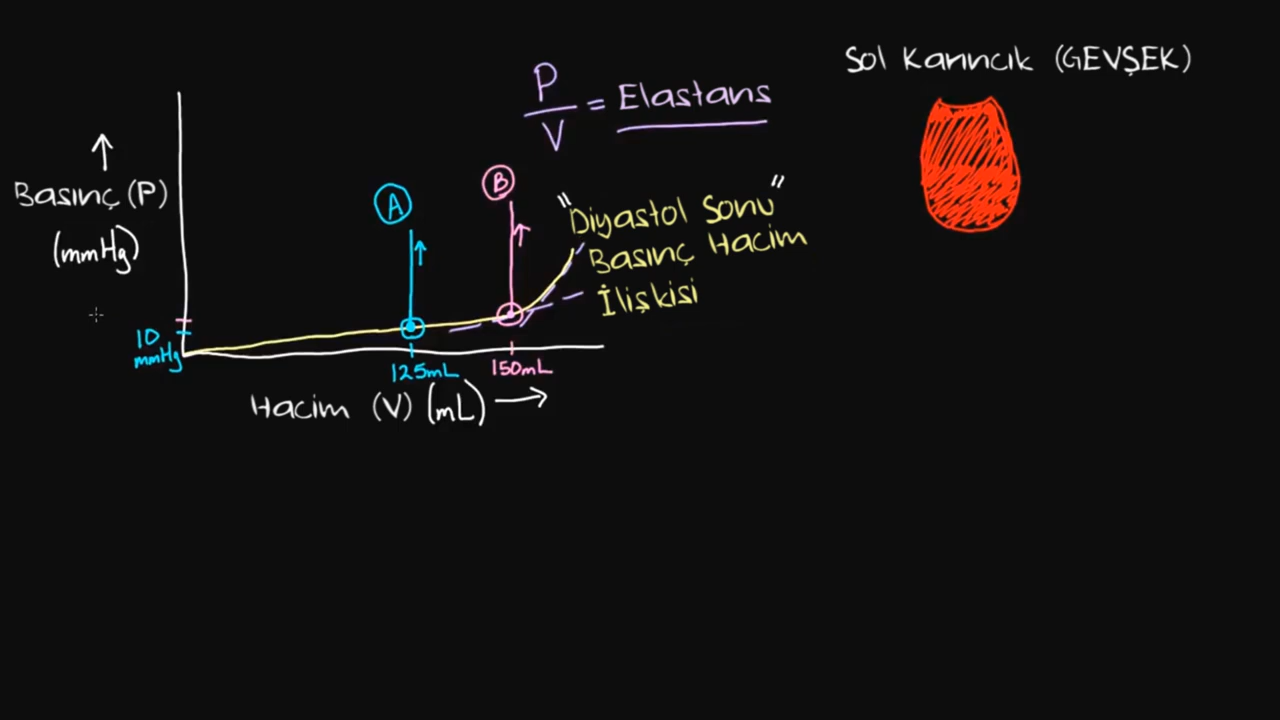 Sol Karıncık (GEVŞEK)
P
V
= Elastans
↑
Basınç (P)
(mmHg)
A
B
"Diyastol Sonu"
Basınç Hacim
İlişkisi
10
mmHg
125mL
150mL
Hacim (V) (mL) →